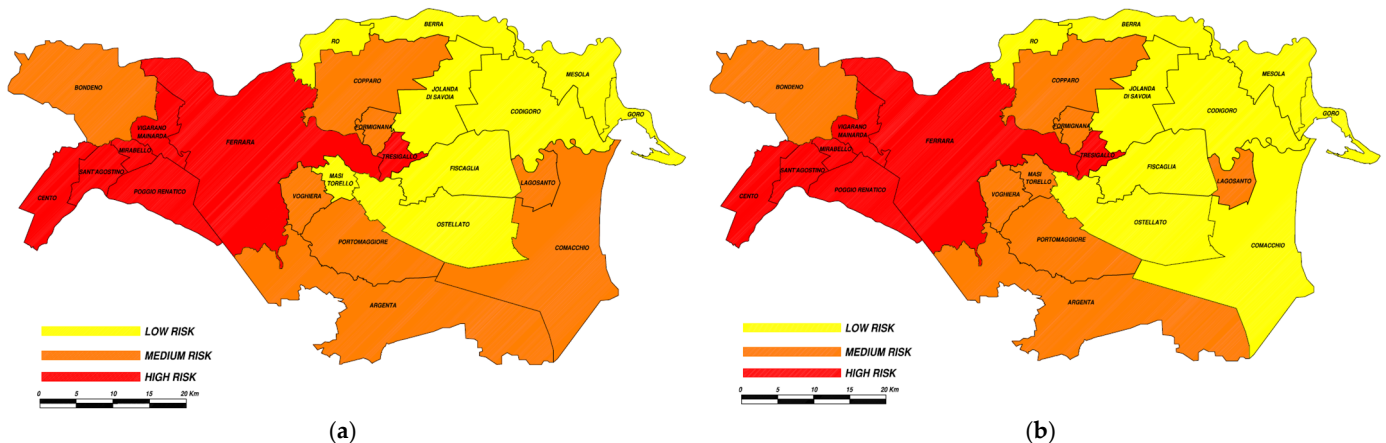 BERRA
RO
MESOLA
COPPARO
BONDENO
JOLANDA
DI SAVOIA
CODIGORO
GORO
FORMIGNANA
VIGARANO
MAINARDA
FERRARA
MIRABELLO
TRESIGALLO
SANT'AGOSTINO
FISCAGLIA
MASI
TORELLO
LAGOSANTO
POGGIO RENATICO
CENTO
VOGHIERA
OSTELLATO
PORTOMAGGIORE
COMACCHIO
ARGENTA
LOW RISK
MEDIUM RISK
HIGH RISK
0 5 10 15 20 Km
(a)
BERRA
RO
MESOLA
COPPARO
BONDENO
JOLANDA
DI SAVOIA
CODIGORO
GORO
FORMIGNANA
VIGARANO
MAINARDA
FERRARA
MIRABELLO
TRESIGALLO
SANT'AGOSTINO
FISCAGLIA
MASI
TORELLO
LAGOSANTO
POGGIO RENATICO
CENTO
VOGHIERA
OSTELLATO
PORTOMAGGIORE
COMACCHIO
ARGENTA
LOW RISK
MEDIUM RISK
HIGH RISK
0 5 10 15 20 Km
(b)